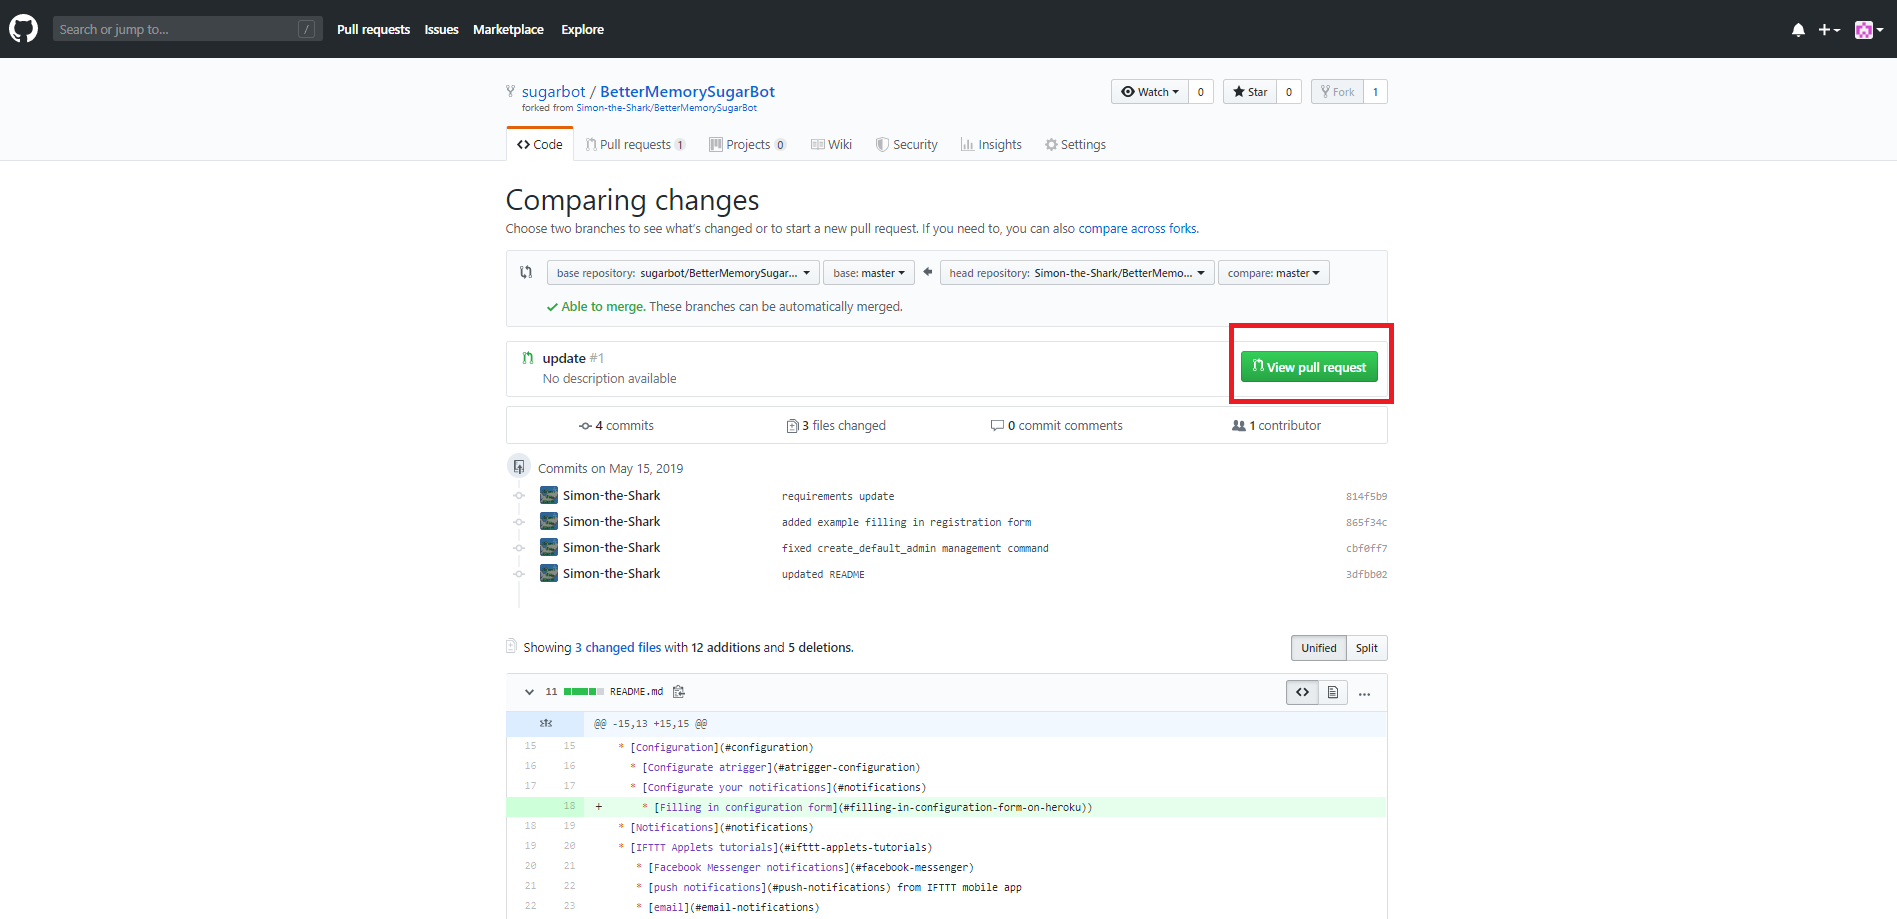 Search or jump to... /
Pull requests Issues Marketplace Explore
sugarbot / BetterMemorySugarBot
forked from Simon-the-Shark/BetterMemorySugarBot
Watch 0 Star 0 Fork 1
Code Pull requests 1 Projects 0 Wiki Security Insights Settings
Comparing changes
Choose two branches to see what's changed or to start a new pull request. If you need to, you can also compare across forks.
base repository: sugarbot/BetterMemorySugar... base: master head repository: Simon-the-Shark/BetterMemo... compare: master
Able to merge. These branches can be automatically merged.
update #1
No description available
View pull request
4 commits 3 files changed 0 commit comments 1 contributor
Commits on May 15, 2019
Simon-the-Shark requirements update 814f5b9
Simon-the-Shark added example filling in registration form 865f34c
Simon-the-Shark fixed create_default_admin management command cbf0ff7
Simon-the-Shark updated README 3dfbb02
Showing 3 changed files with 12 additions and 5 deletions.
Unified Split
11 README.md <> ...
@@ -15,13 +15,15 @@
15 15 * [Configuration](#configuration)
16 16 * [Configurate atrigger](#atrigger-configuration)
17 17 * [Configurate your notifications](#notifications)
18 + * [Filling in configuration form](#filling-in-configuration-form-on-heroku))
18 19 * [Notifications](#notifications)
19 20 * [IFTTT Applets tutorials](#ifttt-applets-tutorials)
20 21 * [Facebook Messenger notifications](#facebook-messenger)
21 22 * [push notifications](#push-notifications) from IFTTT mobile app
22 23 * [email](#email-notifications)